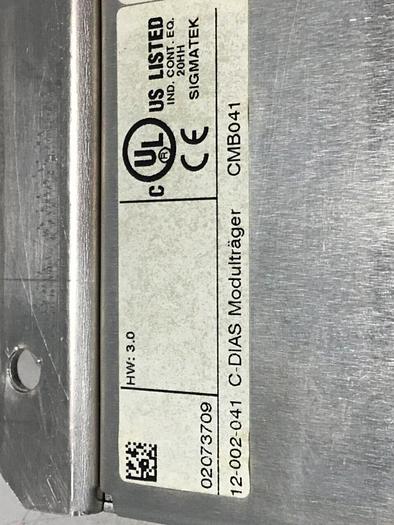 HW: 3.0
C UL US LISTED
®
IND. CONT. EQ.
20HH
SIGMATEK
CE
02073709
12-002-041 C-DIAS Modulträger CMB041